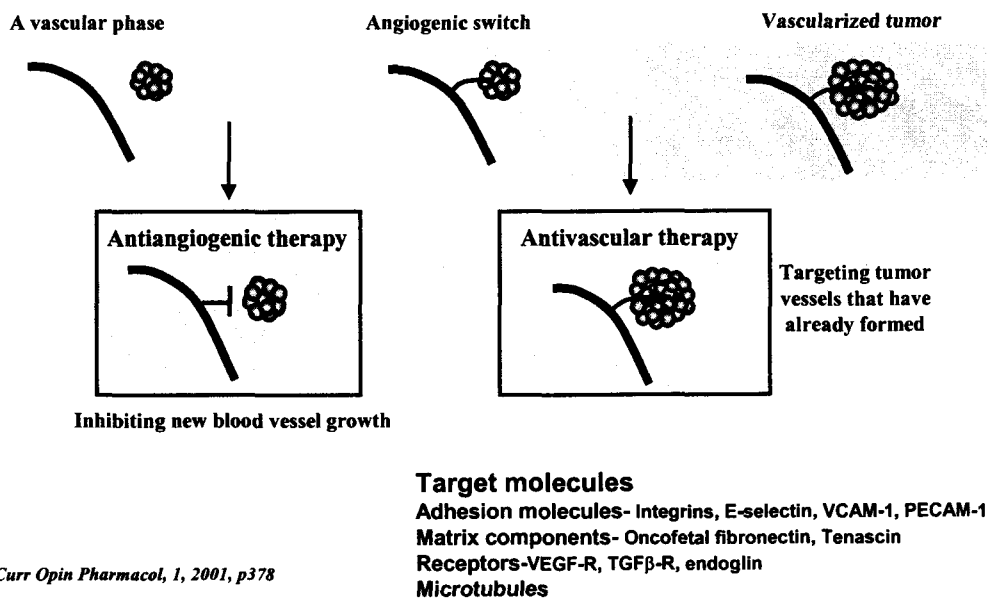 A vascular phase
Angiogenic switch
Vascularized tumor
Antiangiogenic therapy
Inhibiting new blood vessel growth
Antivascular therapy
Targeting tumor
vessels that have
already formed
Target molecules
Adhesion molecules- Integrins, E-selectin, VCAM-1, PECAM-1
Matrix components- Oncofetal fibronectin, Tenascin
Receptors-VEGF-R, TGFβ-R, endoglin
Microtubules
Curr Opin Pharmacol, 1, 2001, p378